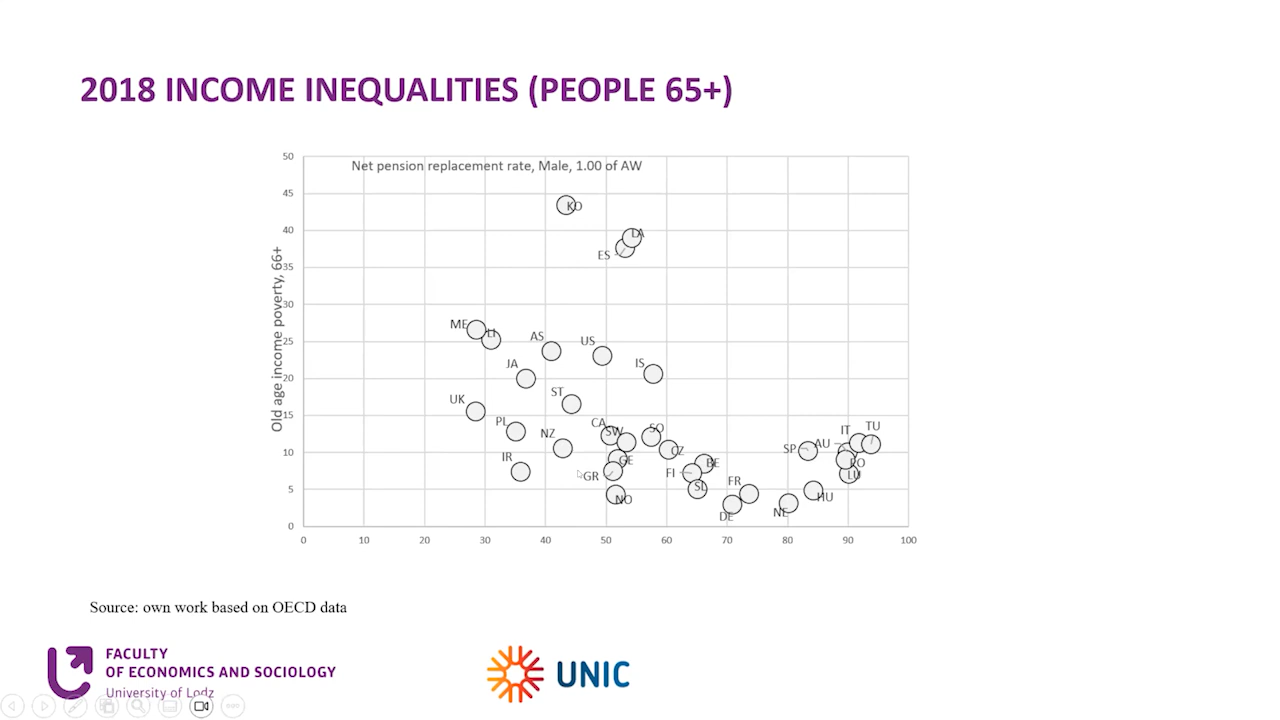 2018 INCOME INEQUALITIES (PEOPLE 65+)
Net pension replacement rate, Male, 1.00 of AW
Old age income poverty, 66+
50
45
40
35
30
25
20
15
10
5
0
0 10 20 30 40 50 60 70 80 90 100
KO
LA
ES
ME
LI
AS
US
JA
IS
ST
UK
PL
NZ
CA
SW
SO
IR
GE
GR
NO
CZ
FI
BE
SL
FR
DE
NE
HU
SP
AU
IT
TU
PO
LU
Source: own work based on OECD data
FACULTY
OF ECONOMICS AND SOCIOLOGY
University of Lodz
UNIC